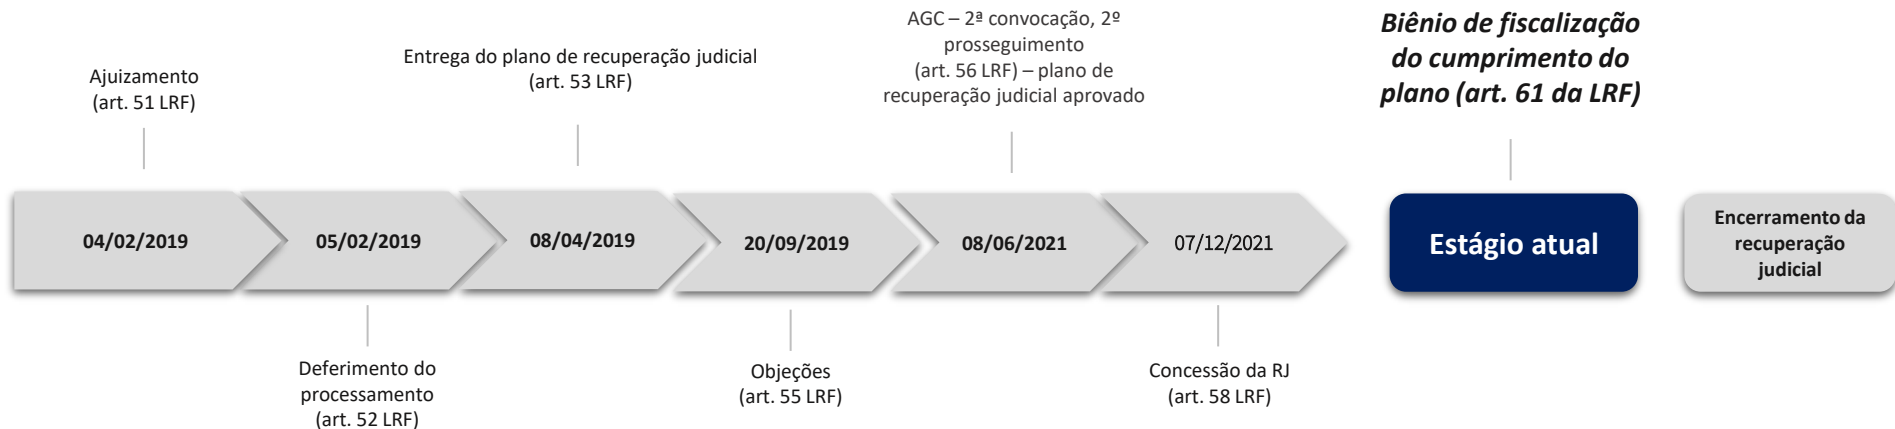 Ajuizamento
(art. 51 LRF)
Entrega do plano de recuperação judicial
(art. 53 LRF)
AGC – 2ª convocação, 2º
prosseguimento
(art. 56 LRF) – plano de
recuperação judicial aprovado
Biênio de fiscalização
do cumprimento do
plano (art. 61 da LRF)
04/02/2019
05/02/2019
08/04/2019
20/09/2019
08/06/2021
07/12/2021
Estágio atual
Encerramento da
recuperação
judicial
Deferimento do
processamento
(art. 52 LRF)
Objeções
(art. 55 LRF)
Concessão da RJ
(art. 58 LRF)